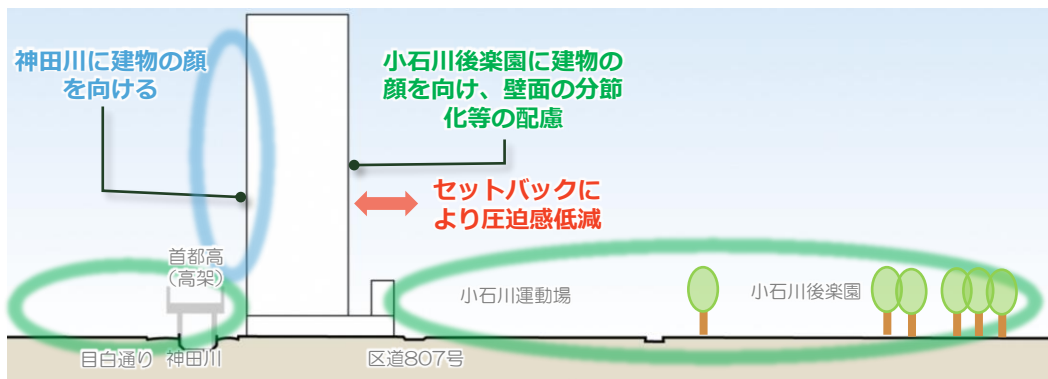 神田川に建物の顔
を向ける
小石川後楽園に建物の
顔を向け、壁面の分節
化等の配慮
セットバックに
より圧迫感低減
首都高
(高架)
小石川運動場
小石川後楽園
目白通り
神田川
区道807号